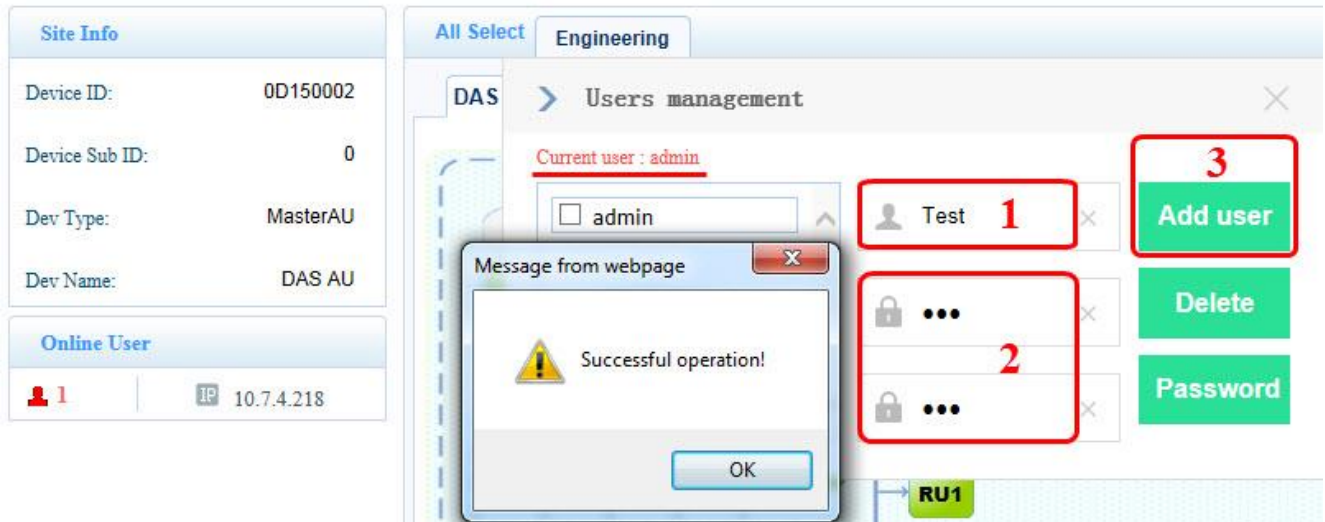 Site Info
Device ID: 0D150002
Device Sub ID: 0
Dev Type: MasterAU
Dev Name: DAS AU
Online User
1 IP 10.7.4.218
All Select Engineering
DAS
Users management
Current user : admin
admin
Test 1
3
Add user
•••
Delete
2
•••
Password
Message from webpage
Successful operation!
OK
RU1